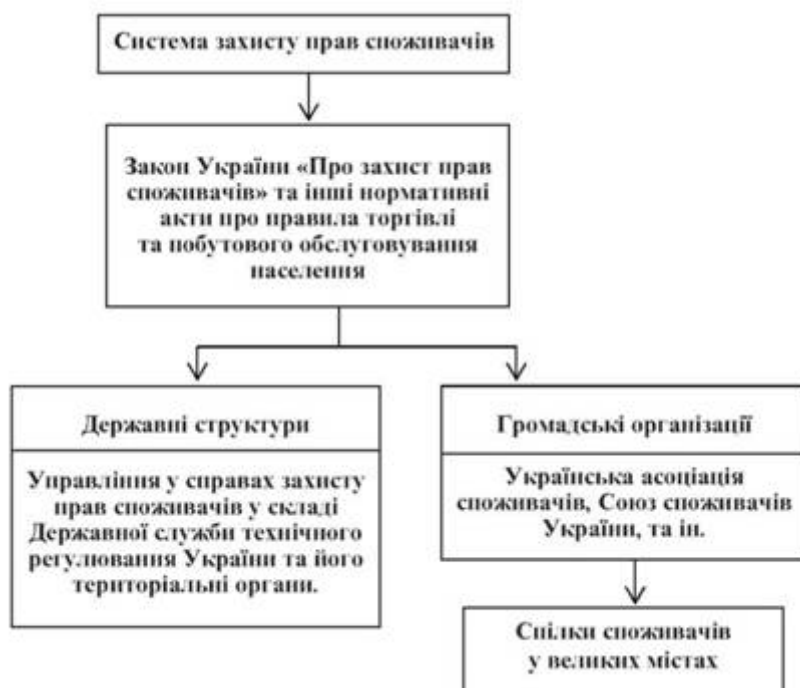 Система захисту прав споживачів
Закон України «Про захист прав
споживачів» та інші нормативні
акти про правила торгівлі
та побутового обслуговування
населення
Державні структури
Управління у справах захисту
прав споживачів у складі
Державної служби технічного
регулювання України та його
територіальні органи.
Громадські організації
Українська асоціація
споживачів, Союз споживачів
України, та ін.
Спілки споживачів
у великих містах